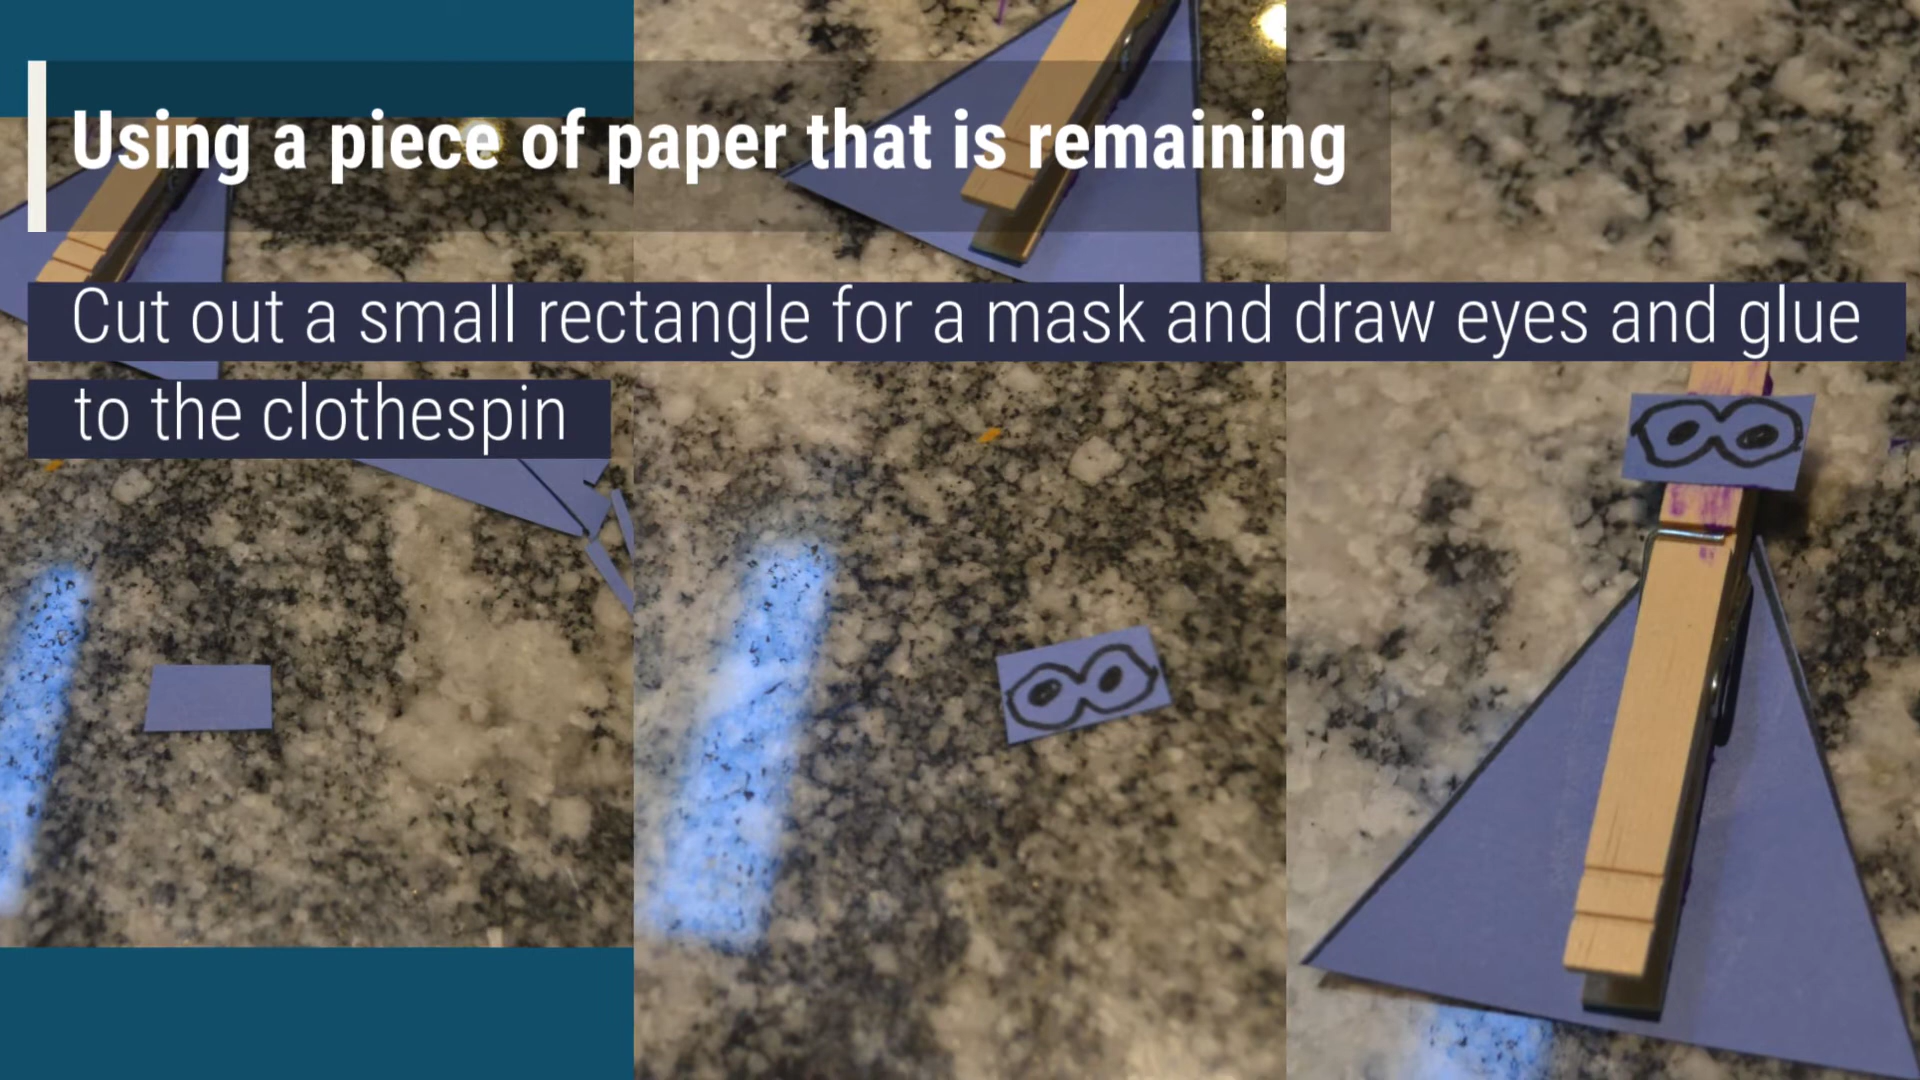 Using a piece of paper that is remaining
Cut out a small rectangle for a mask and draw eyes and glue
to the clothespin